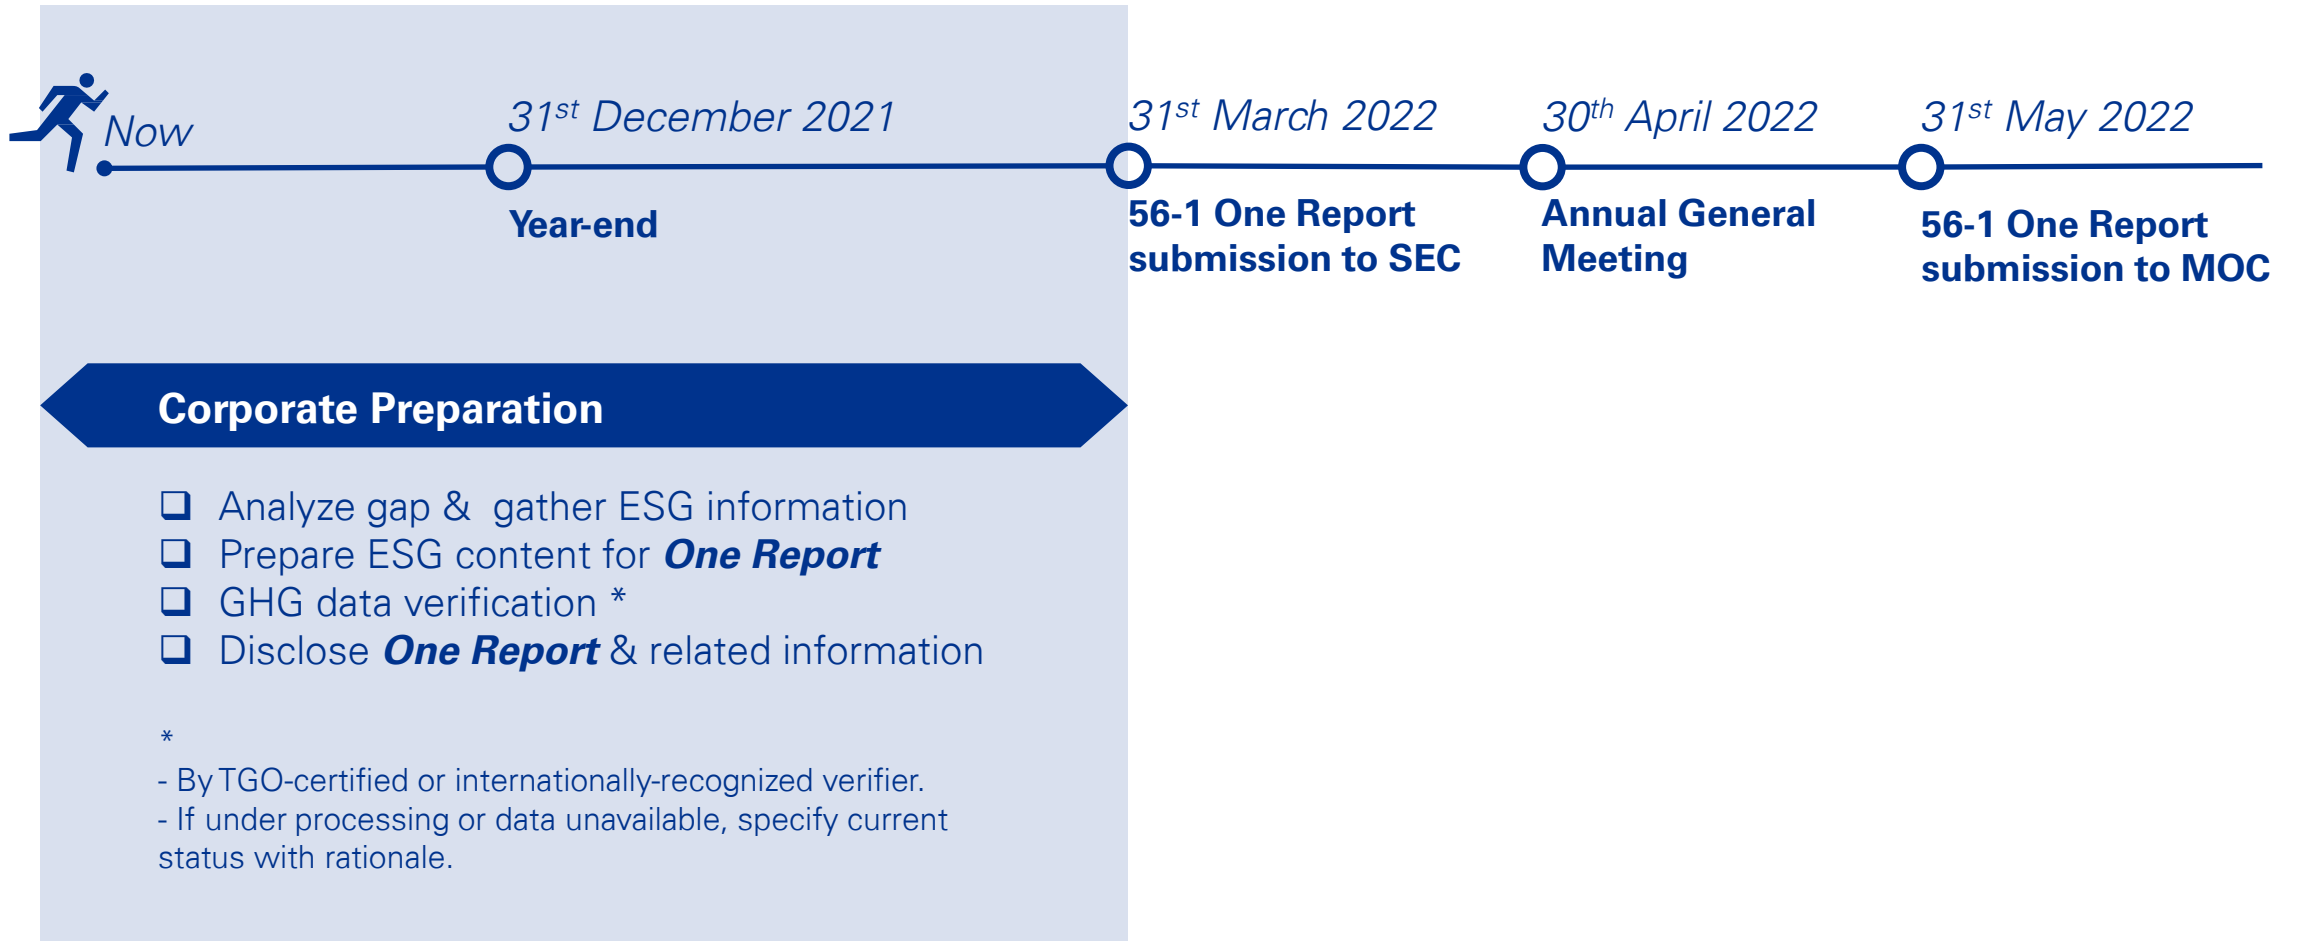 Now
31st December 2021
31st March 2022
30th April 2022
31st May 2022
Year-end
56-1 One Report
submission to SEC
Annual General
Meeting
56-1 One Report
submission to MOC
Corporate Preparation
❑ Analyze gap & gather ESG information
❑ Prepare ESG content for One Report
❑ GHG data verification *
❑ Disclose One Report & related information
*
- By TGO-certified or internationally-recognized verifier.
- If under processing or data unavailable, specify current
status with rationale.